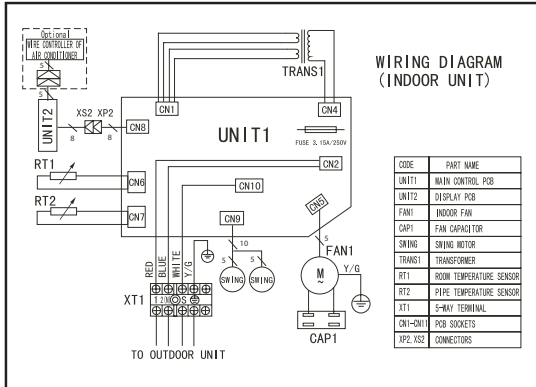 Optional
WIRE CONTROLLER OF
AIR CONDITIONER
5
5
UNIT2
XS2 XP2
8
8
CN8
CN1
TRANS1
CN4
WIRING DIAGRAM
(INDOOR UNIT)
UNIT1
FUSE 3.15A/250V
CN2
RT1
CN6
CN10
RT2
CN7
CN9
CN5
10
5
5
5
SWING
SWING
FAN1
M
~
Y/G
CAP1
RED
BLUE
WHITE
Y/G
XT1
S
TO OUTDOOR UNIT
CODE PART NAME
UNIT1 MAIN CONTROL PCB
UNIT2 DISPLAY PCB
FAN1 INDOOR FAN
CAP1 FAN CAPACITOR
SWING SWING MOTOR
TRANS1 TRANSFORMER
RT1 ROOM TEMPERATURE SENSOR
RT2 PIPE TEMPERATURE SENSOR
XT1 5-WAY TERMINAL
CN1-CN11 PCB SOCKETS
XP2,XS2 CONNECTORS